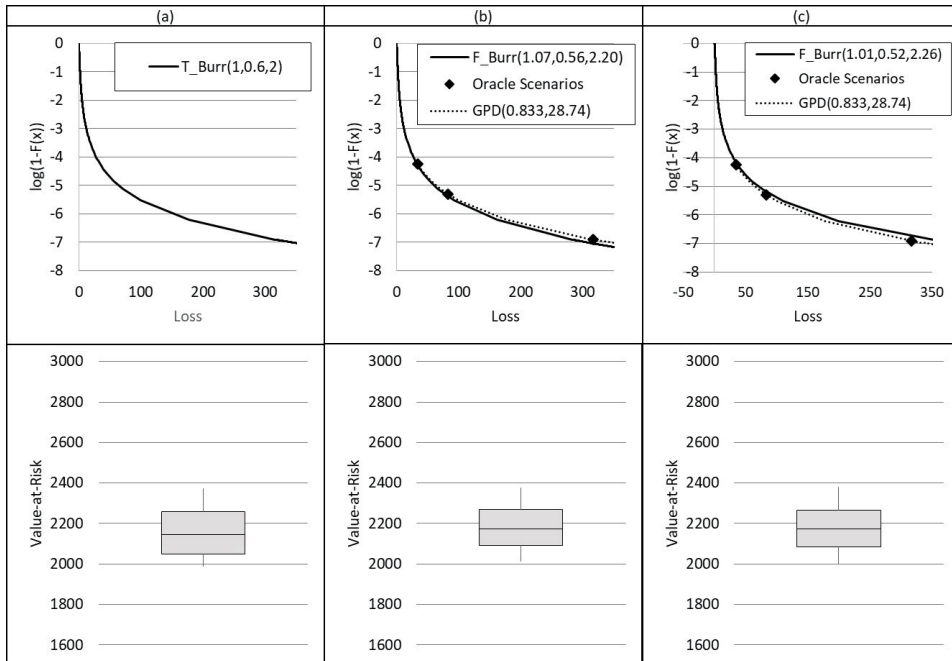 (a)
(b)
(c)
0
-1
-2
-3
-4
-5
-6
-7
-8
log(1-F(x))
T_Burr(1,0.6,2)
0 100 200 300
Loss
0
-1
-2
-3
-4
-5
-6
-7
-8
log(1-F(x))
F_Burr(1.07,0.56,2.20)
Oracle Scenarios
GPD(0.833,28.74)
0 100 200 300
Loss
0
-1
-2
-3
-4
-5
-6
-7
-8
log(1-F(x))
F_Burr(1.01,0.52,2.26)
Oracle Scenarios
GPD(0.833,28.74)
-50 50 150 250 350
Loss
3000
2800
2600
2400
2200
2000
1800
1600
Value-at-Risk
3000
2800
2600
2400
2200
2000
1800
1600
Value-at-Risk
3000
2800
2600
2400
2200
2000
1800
1600
Value-at-Risk